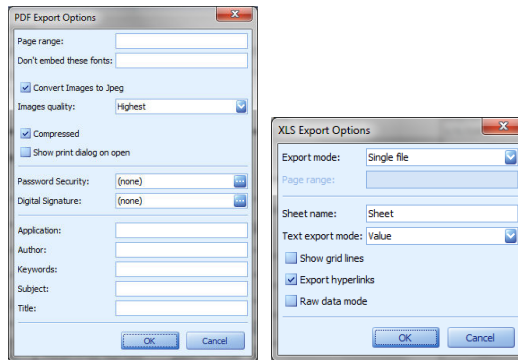 PDF Export Options
Page range:
Don't embed these fonts:
Convert Images to Jpeg
Images quality: Highest
Compressed
Show print dialog on open
Password Security: (none)
Digital Signature: (none)
Application:
Author:
Keywords:
Subject:
Title:
OK Cancel
XLS Export Options
Export mode: Single file
Page range:
Sheet name: Sheet
Text export mode: Value
Show grid lines
Export hyperlinks
Raw data mode
OK Cancel